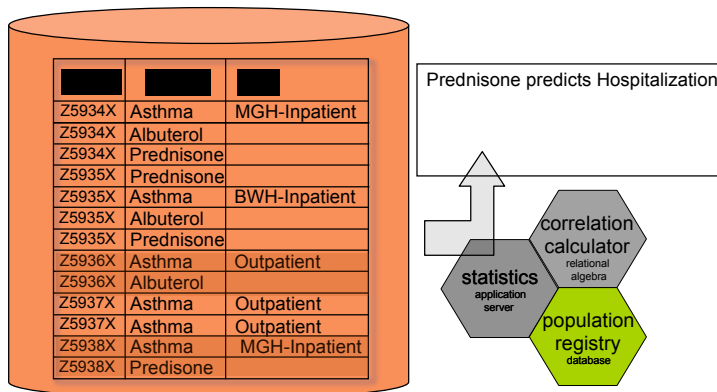 Z5934X Asthma MGH-Inpatient
Z5934X Albuterol
Z5934X Prednisone
Z5935X Prednisone
Z5935X Asthma BWH-Inpatient
Z5935X Albuterol
Z5935X Prednisone
Z5936X Asthma Outpatient
Z5936X Albuterol
Z5937X Asthma Outpatient
Z5937X Asthma Outpatient
Z5938X Asthma MGH-Inpatient
Z5938X Predisone
Prednisone predicts Hospitalization
correlation
calculator
relational
algebra
statistics
application
server
population
registry
database